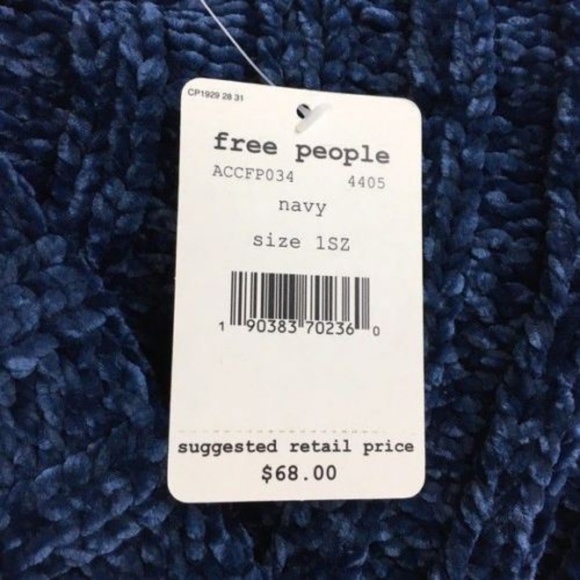 CP1929 28 31
free people
ACCFP034 4405
navy
size 1SZ
1 90383 70236 0
suggested retail price
$68.00